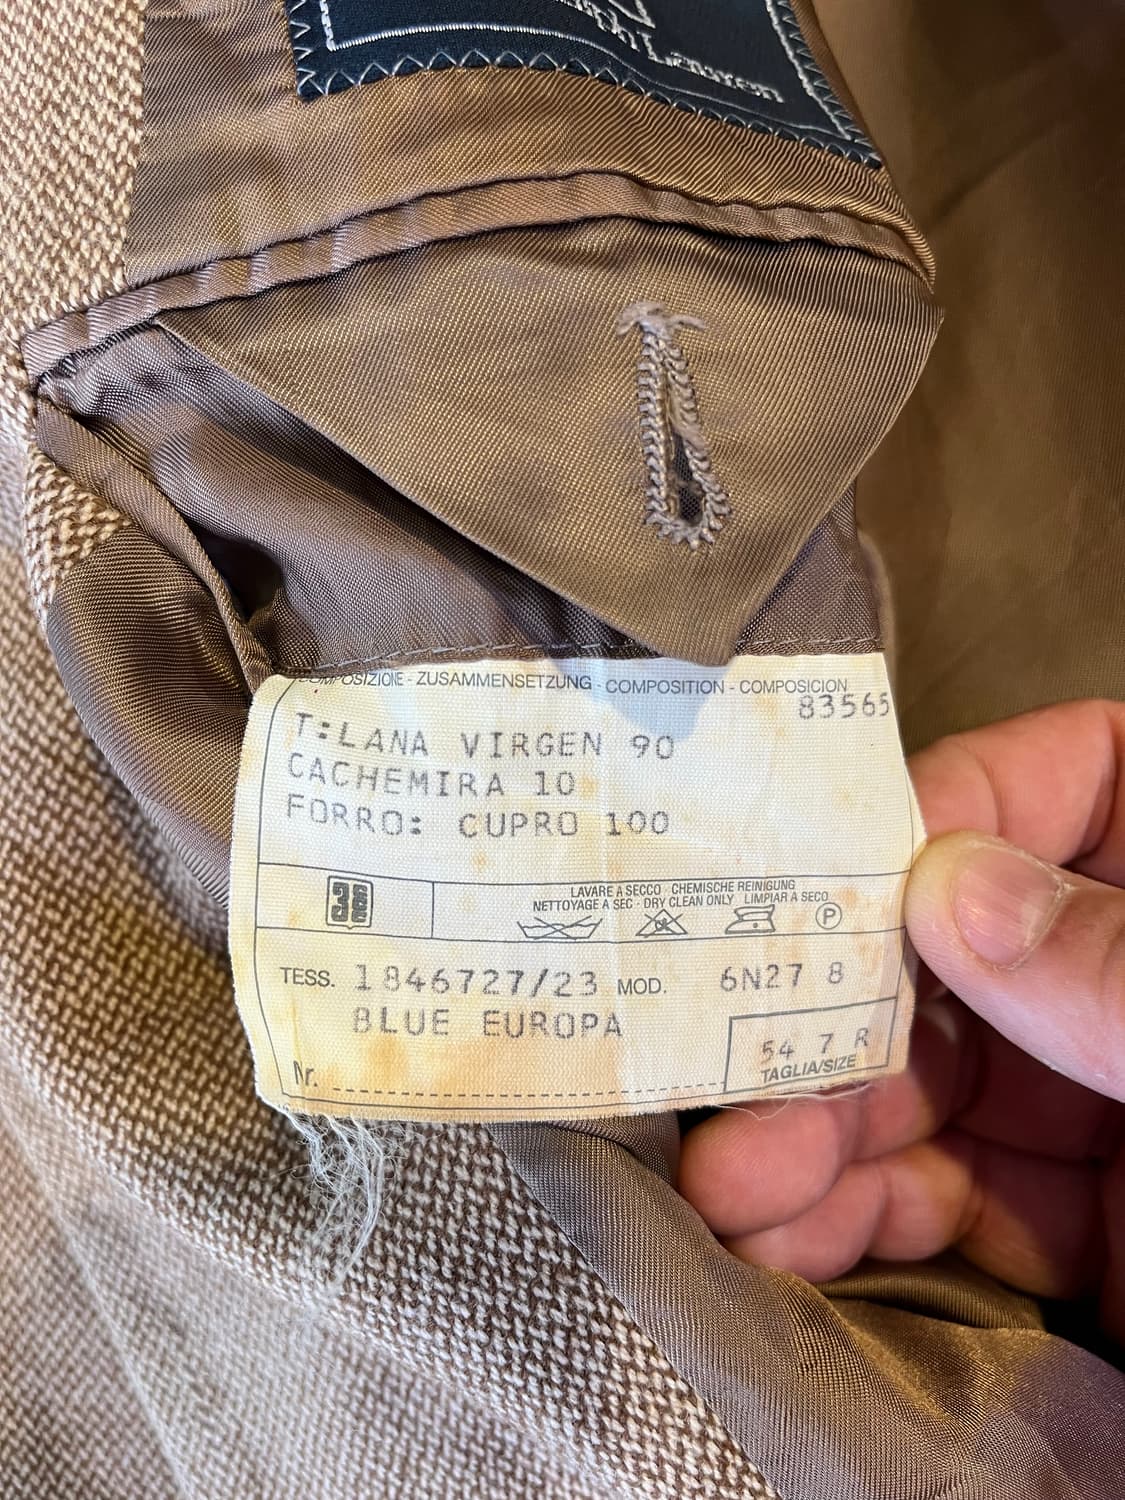 COMPOSIZIONE - ZUSAMMENSETZUNG - COMPOSITION - COMPOSICION
83565
T:LANA VIRGEN 90
CACHEMIRA 10
FORRO: CUPRO 100
LAVARE A SECCO - CHEMISCHE REINIGUNG
NETTOYAGE A SEC - DRY CLEAN ONLY LIMPIAR A SECO
P
TESS. 1846727/23 MOD. 6N27 8
BLUE EUROPA
54 7 R
Nr. TAGLIA/SIZE